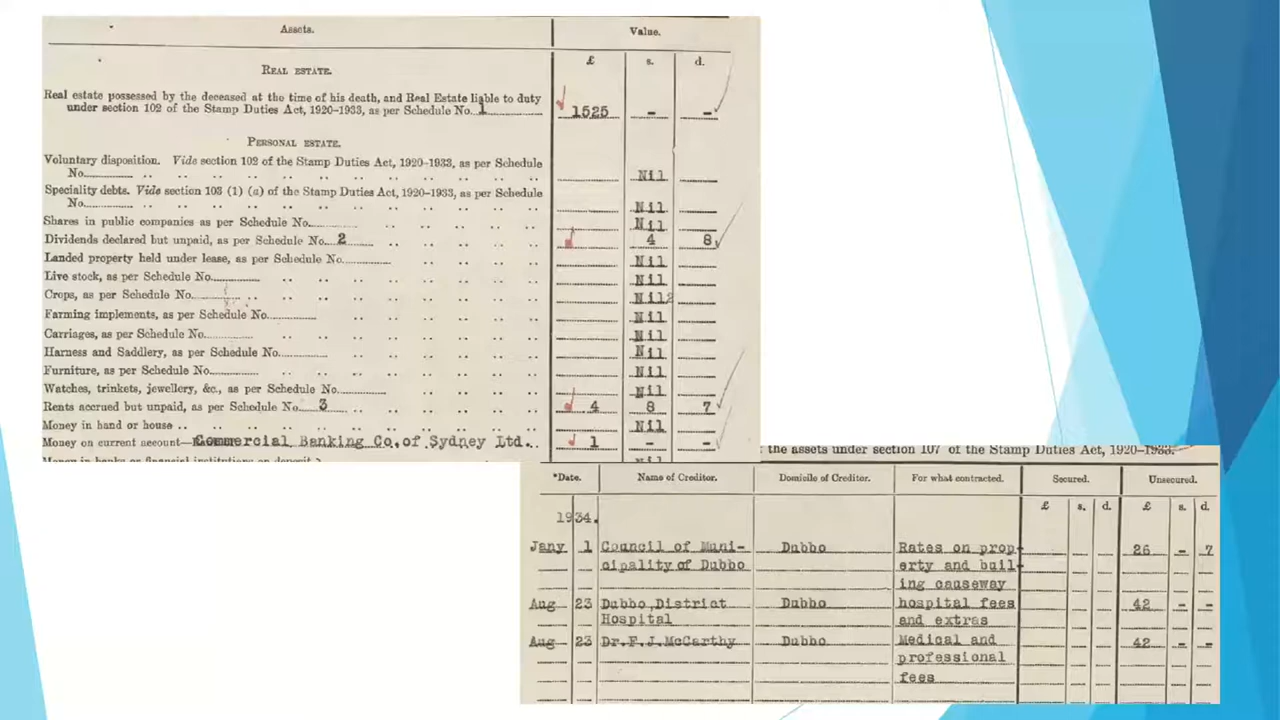 Assets. Value.
£ s. d.
REAL ESTATE.
Real estate possessed by the deceased at the time of his death, and Real Estate liable to duty
under section 102 of the Stamp Duties Act, 1920–1933, as per Schedule No. 1 1525 - -
PERSONAL ESTATE.
Voluntary disposition. Vide section 102 of the Stamp Duties Act, 1920–1933, as per Schedule
No. Nil
Speciality debts. Vide section 103 (1) (a) of the Stamp Duties Act, 1920–1933, as per Schedule
No. Nil
Shares in public companies as per Schedule No. Nil
Dividends declared but unpaid, as per Schedule No. 2 4 8
Landed property held under lease, as per Schedule No. Nil
Live stock, as per Schedule No. Nil
Crops, as per Schedule No. Nil
Farming implements, as per Schedule No. Nil
Carriages, as per Schedule No. Nil
Harness and Saddlery, as per Schedule No. Nil
Furniture, as per Schedule No. Nil
Watches, trinkets, jewellery, &c., as per Schedule No. Nil
Rents accrued but unpaid, as per Schedule No. 3 4 8 7
Money in hand or house Nil
Money on current account—Commercial Banking Co. of Sydney Ltd. 1 - -
the assets under section 107 of the Stamp Duties Act, 1920–1933.
*Date. Name of Creditor. Domicile of Creditor. For what contracted. Secured. Unsecured.
£ s. d. £ s. d.
1934.
Jany 1 Council of Muni- Dubbo Rates on prop- 26 - 7
cipality of Dubbo erty and buil-
ing causeway
Aug 23 Dubbo District Dubbo hospital fees 42 - -
Hospital and extras
Aug 23 Dr.F.J.McCarthy Dubbo Medical and 42 - -
professional
fees